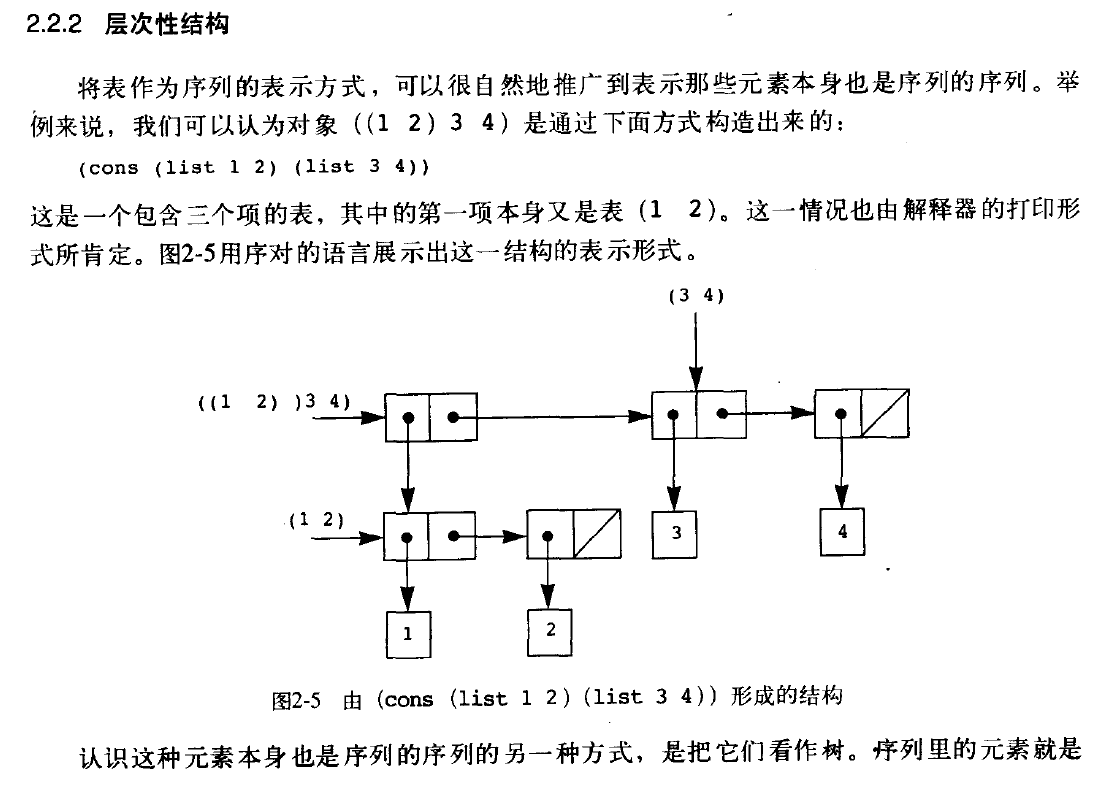 2.2.2 层次性结构
将表作为序列的表示方式，可以很自然地推广到表示那些元素本身也是序列的序列。举
例来说，我们可以认为对象 ((1 2) 3 4) 是通过下面方式构造出来的：
(cons (list 1 2) (list 3 4))
这是一个包含三个项的表，其中的第一项本身又是表 (1 2)。这一情况也由解释器的打印形
式所肯定。图2-5用序对的语言展示出这一结构的表示形式。
(3 4)
((1 2) )3 4)
(1 2)
3
4
1
2
图2-5 由 (cons (list 1 2) (list 3 4)) 形成的结构
认识这种元素本身也是序列的序列的另一种方式，是把它们看作树。序列里的元素就是